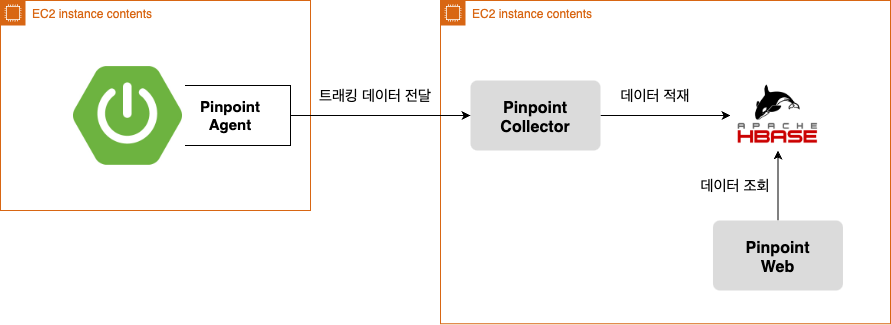 EC2 instance contents
EC2 instance contents
Pinpoint
Agent
트래킹 데이터 전달
Pinpoint
Collector
데이터 적재
APACHE
HBASE
데이터 조회
Pinpoint
Web